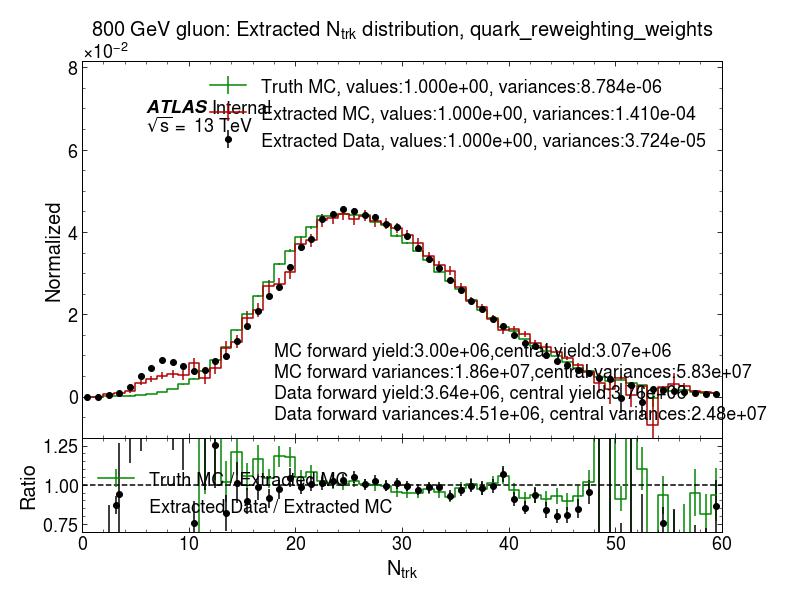 800 GeV gluon: Extracted Ntrk distribution, quark_reweighting_weights
×10−2
Truth MC, values:1.000e+00, variances:8.784e-06
ATLAS Internal
Extracted MC, values:1.000e+00, variances:1.410e-04
√s = 13 TeV
Extracted Data, values:1.000e+00, variances:3.724e-05
8
6
4
2
0
Normalized
MC forward yield:3.00e+06,central yield:3.07e+06
MC forward variances:1.86e+07,central variances:5.83e+07
Data forward yield:3.64e+06, central
Data forward variances:4.51e+06, central variances:2.48e+07
1.25
1.00
0.75
Ratio
Truth MC / Extracted MC
Extracted Data / Extracted MC
0 10 20 30 40 50 60
Ntrk